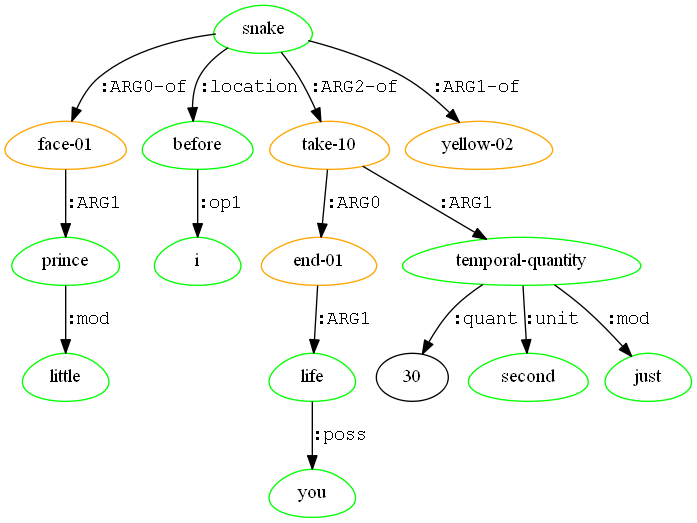 snake
:ARG0-of :location :ARG2-of :ARG1-of
face-01 before take-10 yellow-02
:ARG1 :op1 :ARG0 :ARG1
prince i end-01 temporal-quantity
:mod :ARG1 :quant :unit :mod
little life 30 second just
:poss
you